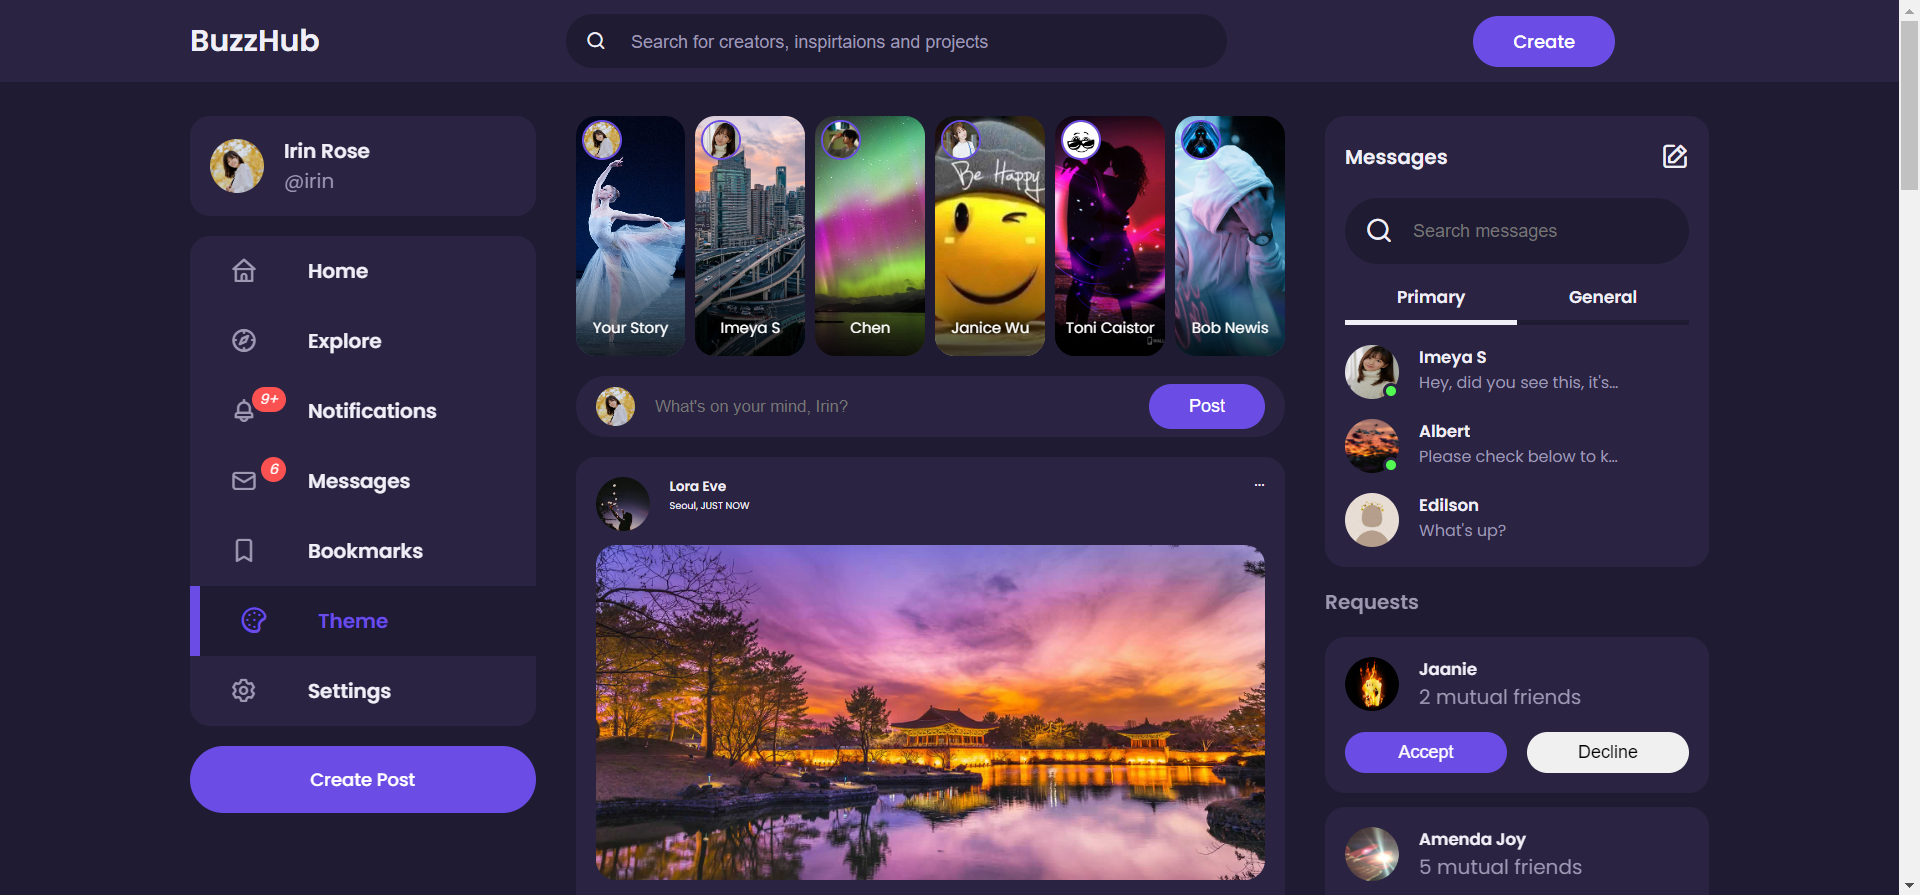 BuzzHub
Search for creators, inspirtaions and projects
Create
Irin Rose
@irin
Home
Explore
9+
Notifications
6
Messages
Bookmarks
Theme
Settings
Create Post
Be Happy
Your Story
Imeya S
Chen
Janice Wu
Toni Caistor
Bob Newis
What's on your mind, Irin?
Post
Lora Eve
Seoul, JUST NOW
Messages
Search messages
Primary
General
Imeya S
Hey, did you see this, it's...
Albert
Please check below to k...
Edilson
What's up?
Requests
Jaanie
2 mutual friends
Accept
Decline
Amenda Joy
5 mutual friends